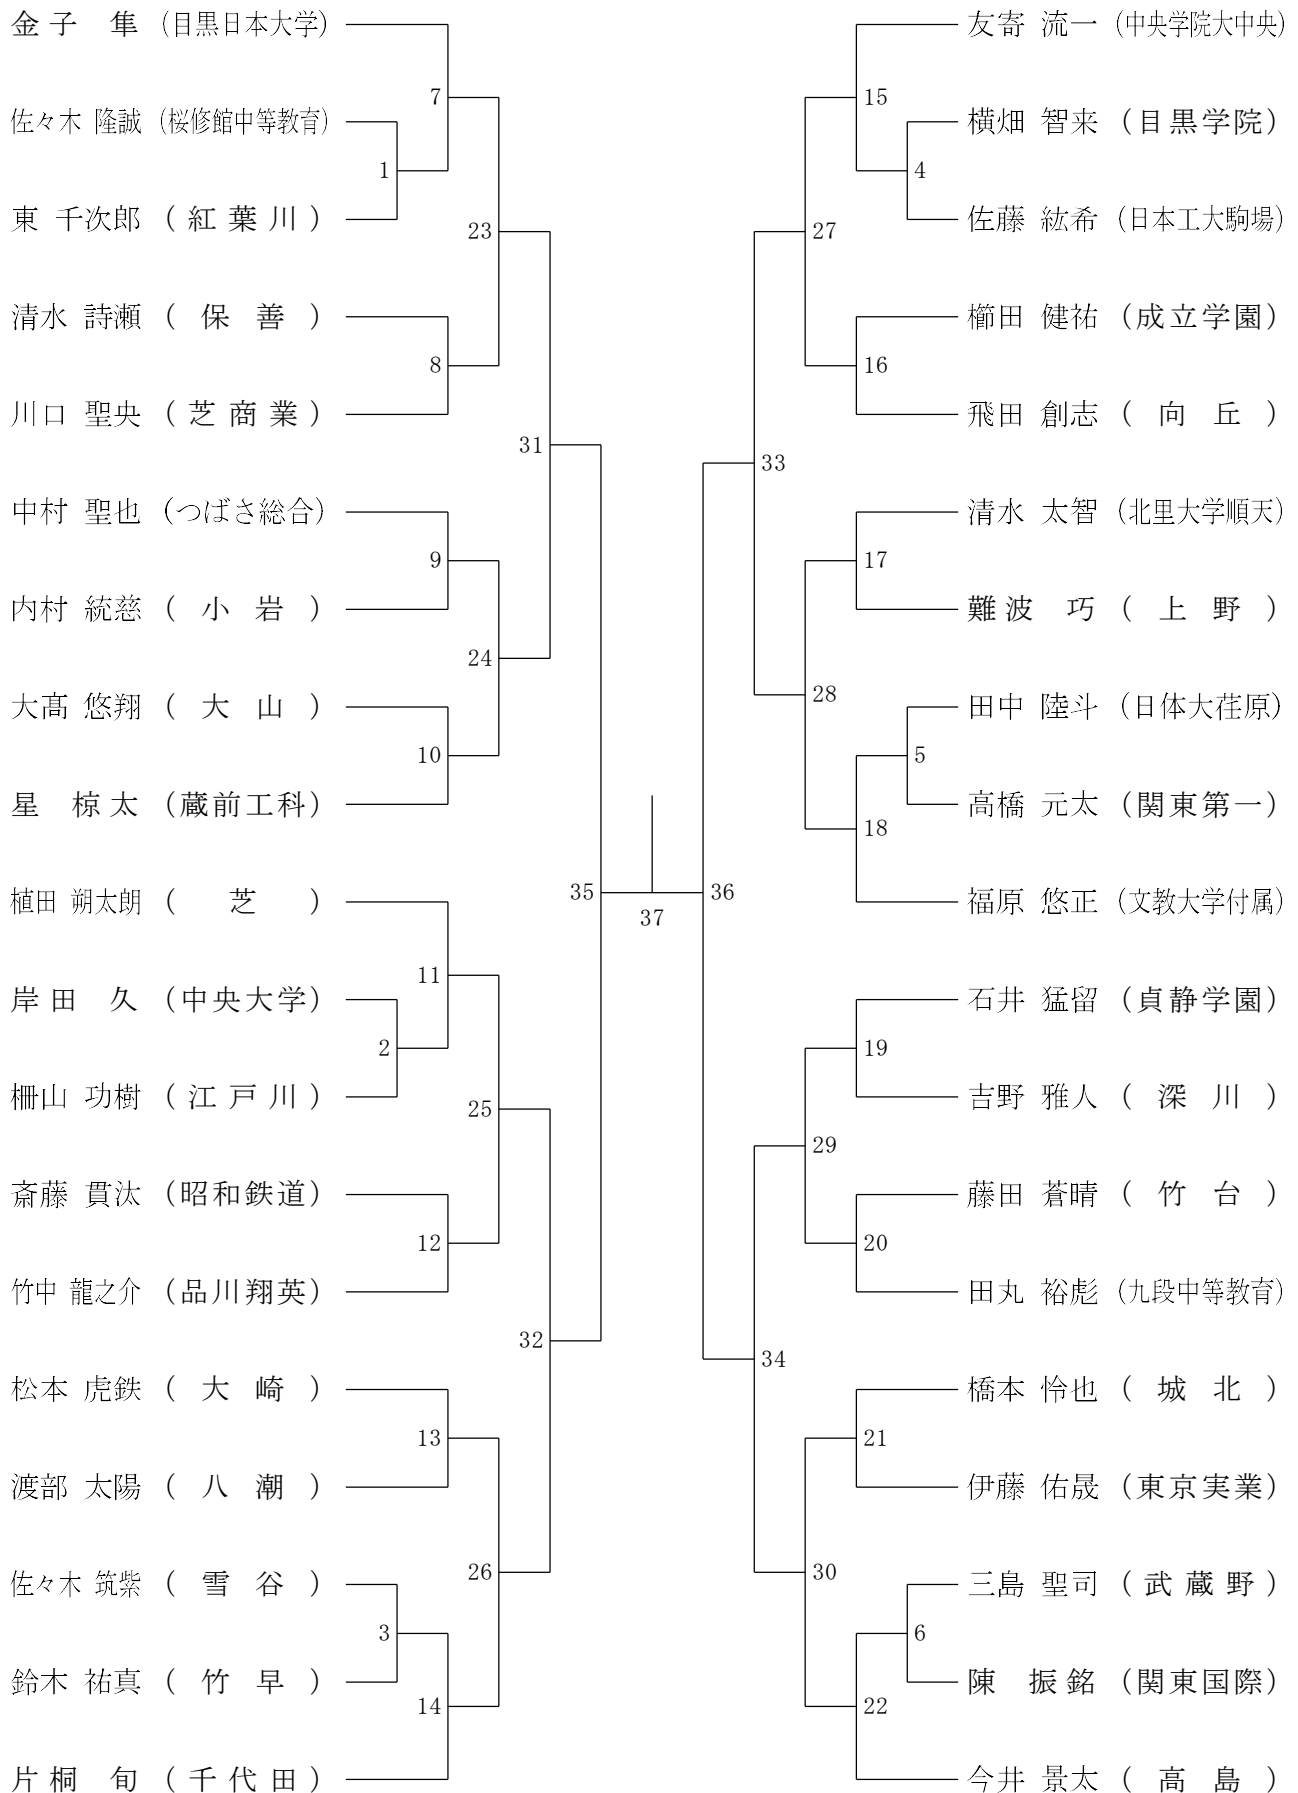 金子 隼 (目黒日本大学)
7
佐々木 隆誠 (桜修館中等教育)
1
東 千次郎 (紅葉川)
23
清水 詩瀬 (保善)
8
川口 聖央 (芝商業)
31
中村 聖也 (つばさ総合)
9
内村 統慈 (小岩)
24
大髙 悠翔 (大山)
10
星 椋太 (蔵前工科)
35
植田 朔太朗 (芝)
11
岸田 久 (中央大学)
2
柵山 功樹 (江戸川)
25
斎藤 貫汰 (昭和鉄道)
12
竹中 龍之介 (品川翔英)
32
松本 虎鉄 (大崎)
13
渡部 太陽 (八潮)
26
佐々木 筑紫 (雪谷)
3
鈴木 祐真 (竹早)
14
片桐 旬 (千代田)
37
友寄 流一 (中央学院大中央)
15
横畑 智来 (目黒学院)
4
佐藤 紘希 (日本工大駒場)
27
櫛田 健祐 (成立学園)
16
飛田 創志 (向丘)
33
清水 太智 (北里大学順天)
17
難波 巧 (上野)
28
田中 陸斗 (日体大荏原)
5
高橋 元太 (関東第一)
18
福原 悠正 (文教大学付属)
36
石井 猛留 (貞静学園)
19
吉野 雅人 (深川)
29
藤田 蒼晴 (竹台)
20
田丸 裕彪 (九段中等教育)
34
橋本 怜也 (城北)
21
伊藤 佑晟 (東京実業)
30
三島 聖司 (武蔵野)
6
陳 振銘 (関東国際)
22
今井 景太 (高島)